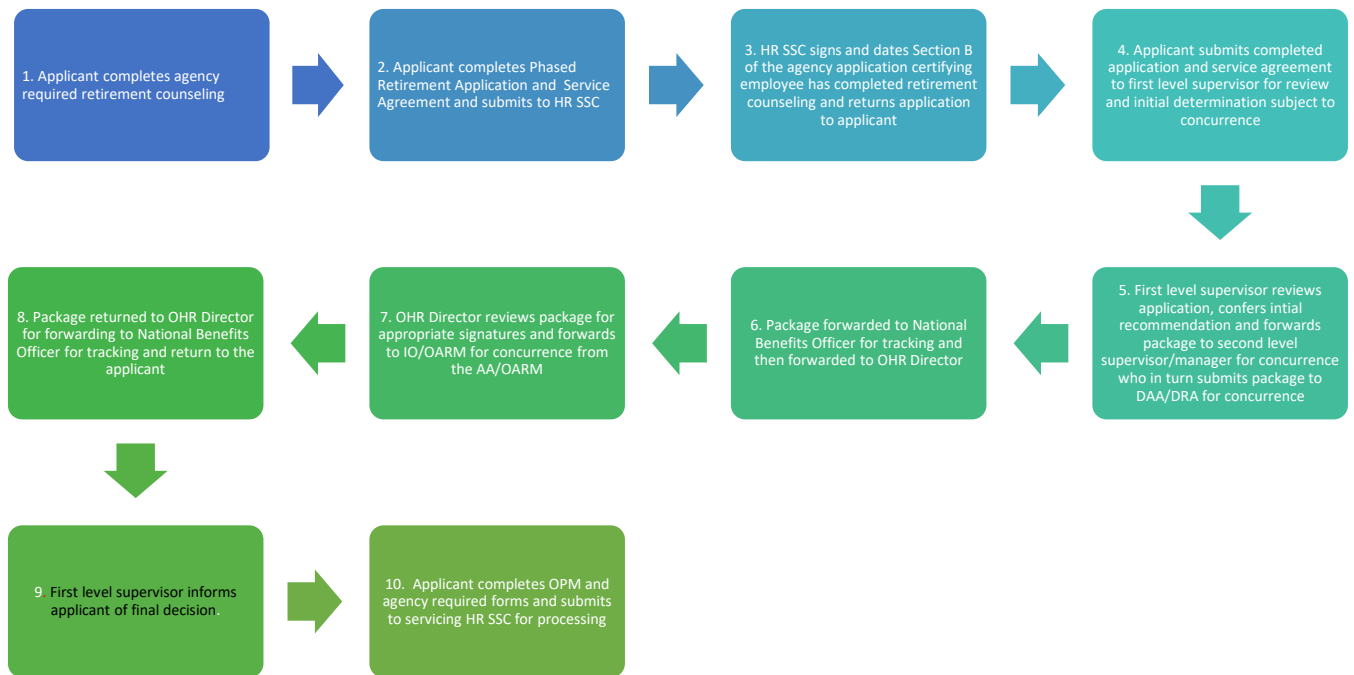 1. Applicant completes agency
required retirement counseling
2. Applicant completes Phased
Retirement Application and Service
Agreement and submits to HR SSC
3. HR SSC signs and dates Section B
of the agency application certifying
employee has completed retirement
counseling and returns application
to applicant
4. Applicant submits completed
application and service agreement
to first level supervisor for review
and initial determination subject to
concurrence
5. First level supervisor reviews
application, confers intial
recommendation and forwards
package to second level
supervisor/manager for concurrence
who in turn submits package to
DAA/DRA for concurrence
6. Package forwarded to National
Benefits Officer for tracking and
then forwarded to OHR Director
7. OHR Director reviews package for
appropriate signatures and forwards
to IO/OARM for concurrence from
the AA/OARM
8. Package returned to OHR Director
for forwarding to National Benefits
Officer for tracking and return to the
applicant
9. First level supervisor informs
applicant of final decision.
10. Applicant completes OPM and
agency required forms and submits
to servicing HR SSC for processing